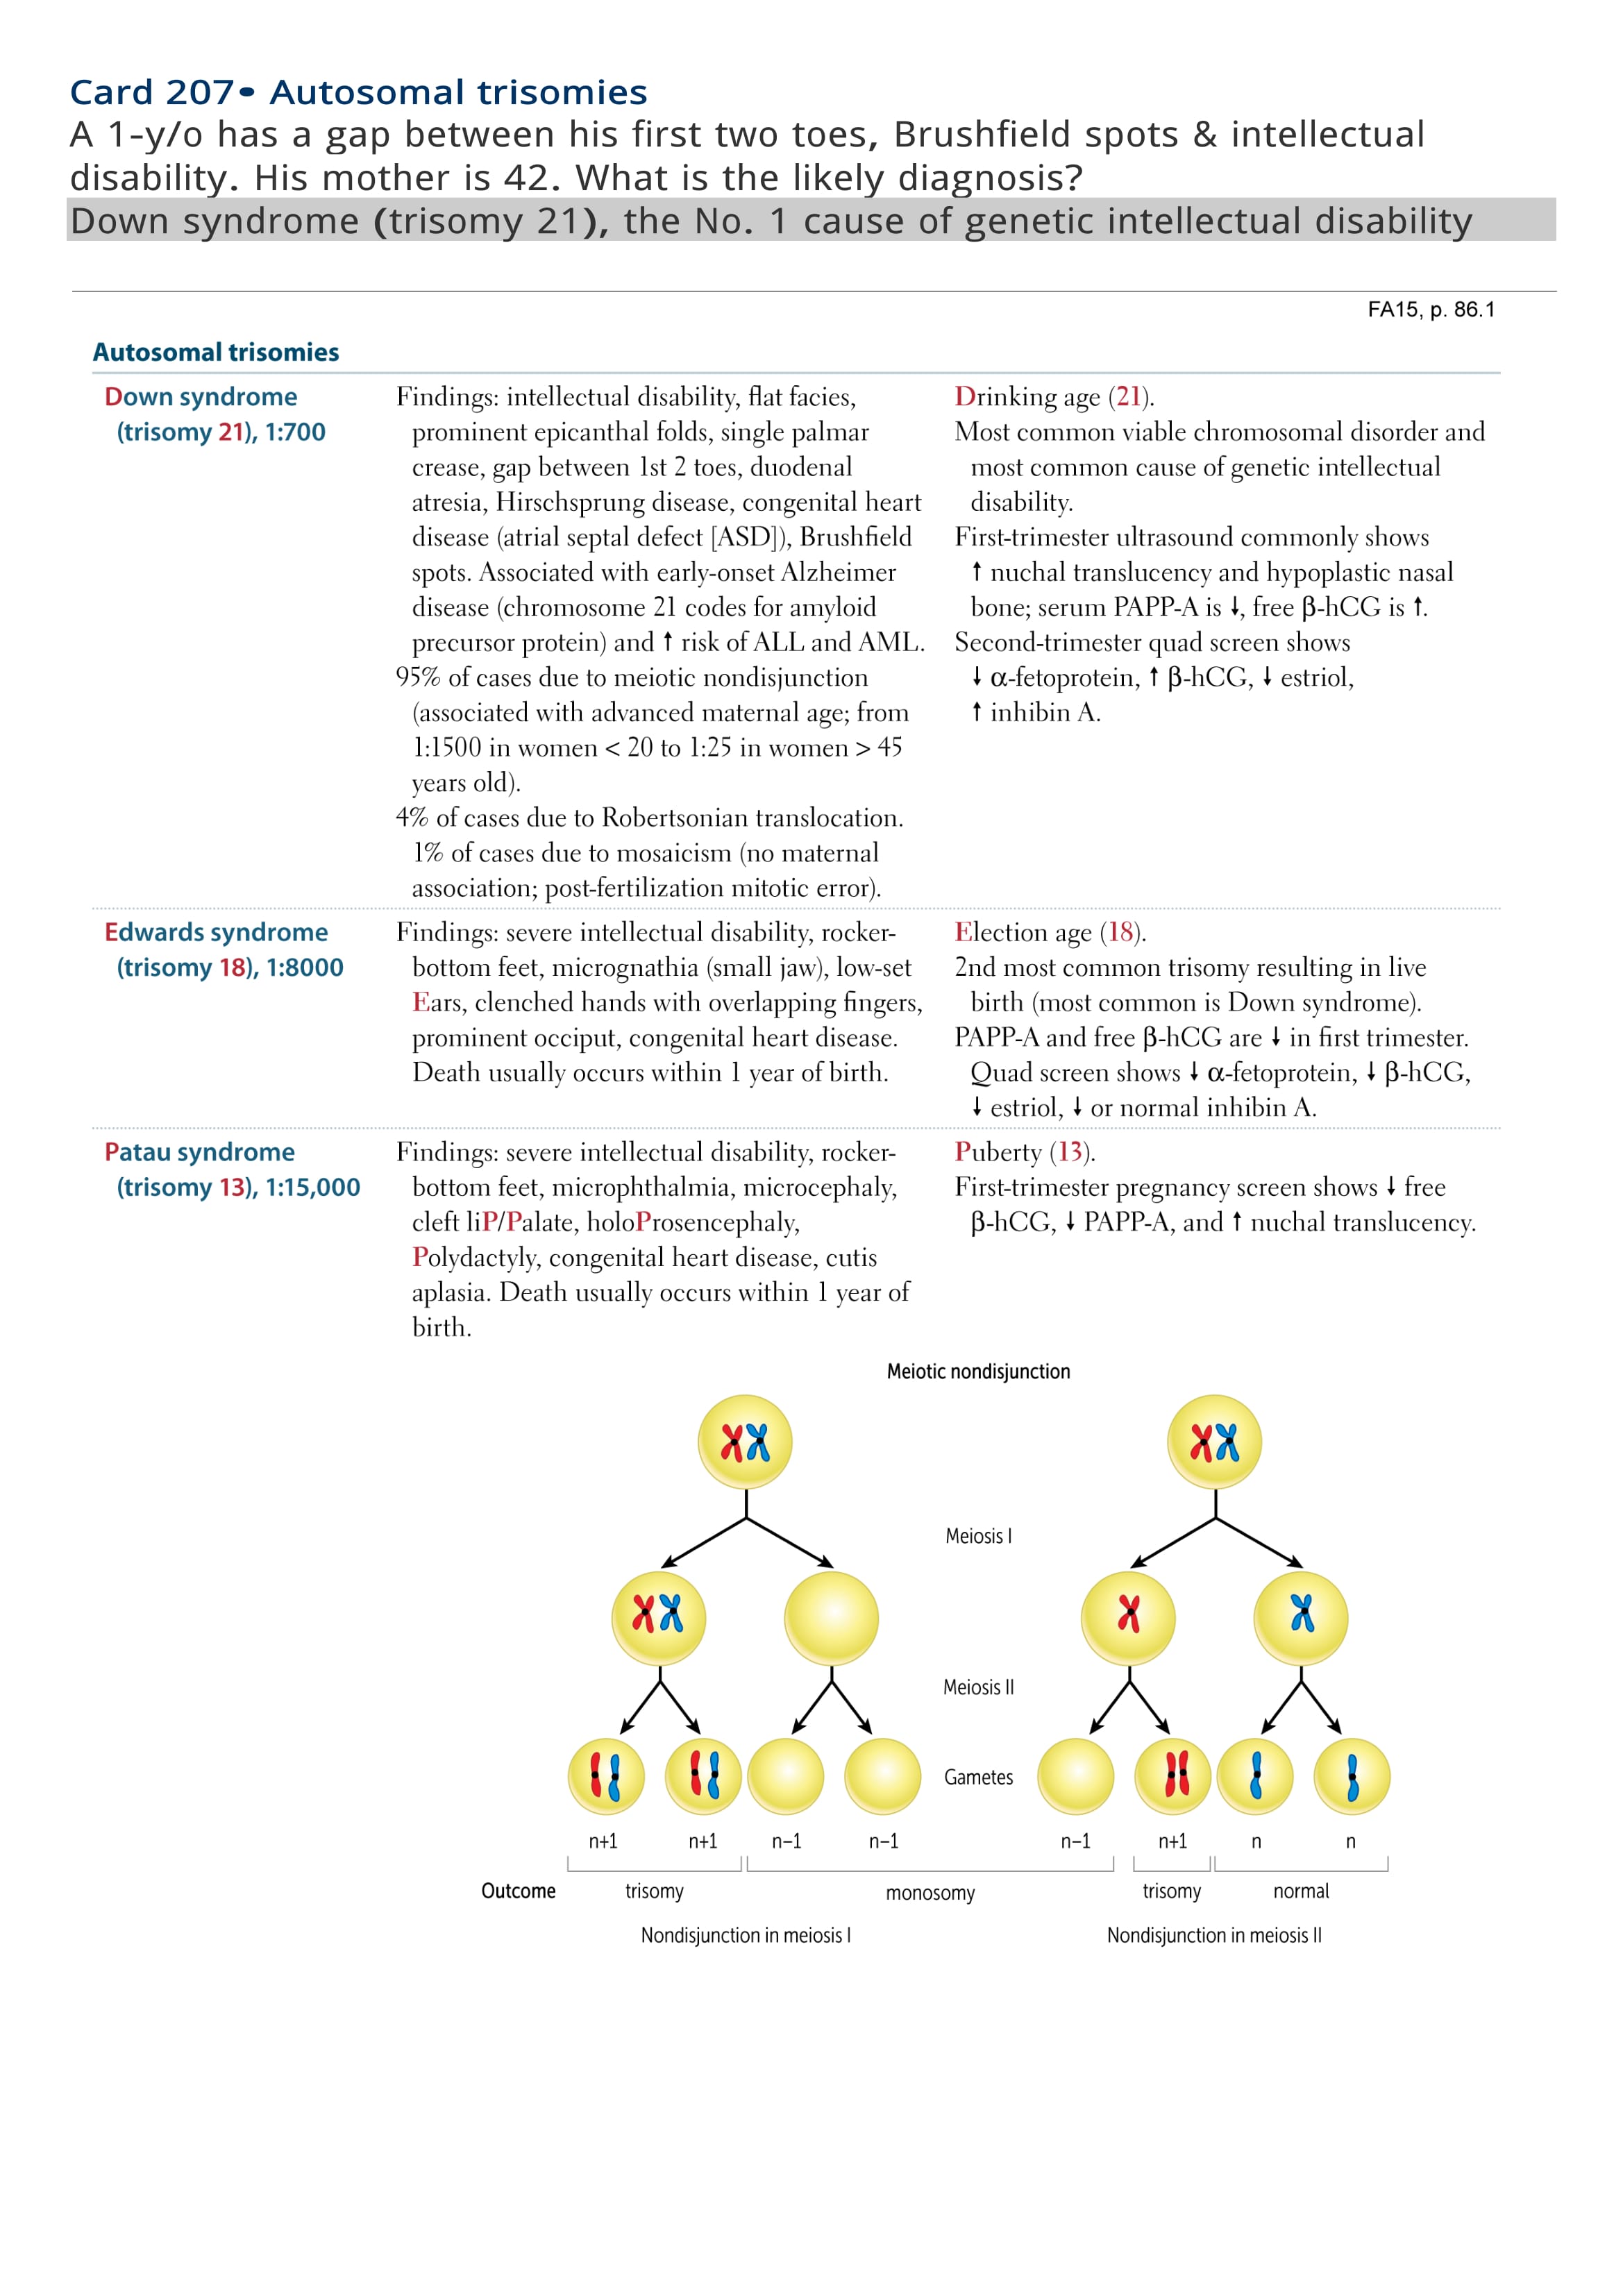 Card 207• Autosomal trisomies
A 1-y/o has a gap between his first two toes, Brushfield spots & intellectual
disability. His mother is 42. What is the likely diagnosis?
Down syndrome (trisomy 21), the No. 1 cause of genetic intellectual disability
FA15, p. 86.1
Autosomal trisomies
Down syndrome
(trisomy 21), 1:700
Findings: intellectual disability, flat facies,
prominent epicanthal folds, single palmar
crease, gap between 1st 2 toes, duodenal
atresia, Hirschsprung disease, congenital heart
disease (atrial septal defect [ASD]), Brushfield
spots. Associated with early-onset Alzheimer
disease (chromosome 21 codes for amyloid
precursor protein) and ↑ risk of ALL and AML.
95% of cases due to meiotic nondisjunction
(associated with advanced maternal age; from
1:1500 in women < 20 to 1:25 in women > 45
years old).
4% of cases due to Robertsonian translocation.
1% of cases due to mosaicism (no maternal
association; post-fertilization mitotic error).
Drinking age (21).
Most common viable chromosomal disorder and
most common cause of genetic intellectual
disability.
First-trimester ultrasound commonly shows
↑ nuchal translucency and hypoplastic nasal
bone; serum PAPP-A is ↓, free β-hCG is ↑.
Second-trimester quad screen shows
↓ α-fetoprotein, ↑ β-hCG, ↓ estriol,
↑ inhibin A.
Edwards syndrome
(trisomy 18), 1:8000
Findings: severe intellectual disability, rocker-
bottom feet, micrognathia (small jaw), low-set
Ears, clenched hands with overlapping fingers,
prominent occiput, congenital heart disease.
Death usually occurs within 1 year of birth.
Election age (18).
2nd most common trisomy resulting in live
birth (most common is Down syndrome).
PAPP-A and free β-hCG are ↓ in first trimester.
Quad screen shows ↓ α-fetoprotein, ↓ β-hCG,
↓ estriol, ↓ or normal inhibin A.
Patau syndrome
(trisomy 13), 1:15,000
Findings: severe intellectual disability, rocker-
bottom feet, microphthalmia, microcephaly,
cleft liP/Palate, holoProsencephaly,
Polydactyly, congenital heart disease, cutis
aplasia. Death usually occurs within 1 year of
birth.
Puberty (13).
First-trimester pregnancy screen shows ↓ free
β-hCG, ↓ PAPP-A, and ↑ nuchal translucency.
Meiotic nondisjunction
Meiosis I
Meiosis II
Gametes
n+1 n+1 n−1 n−1 n−1 n+1 n n
Outcome trisomy monosomy trisomy normal
Nondisjunction in meiosis I Nondisjunction in meiosis II